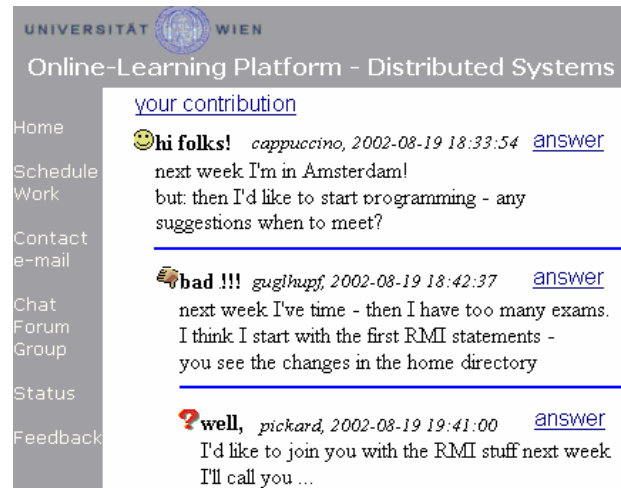 UNIVERSITÄT WIEN
Online-Learning Platform - Distributed Systems
Home
Schedule
Work
Contact
e-mail
Chat
Forum
Group
Status
Feedback
your contribution
hi folks! cappuccino, 2002-08-19 18:33:54 answer
next week I'm in Amsterdam!
but: then I'd like to start programming - any
suggestions when to meet?
bad !!! guglhupf, 2002-08-19 18:42:37 answer
next week I've time - then I have too many exams.
I think I start with the first RMI statements -
you see the changes in the home directory
?
well, pickard, 2002-08-19 19:41:00 answer
I'd like to join you with the RMI stuff next week
I'll call you ...